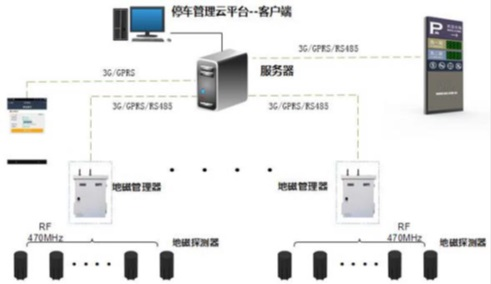 停车管理云平台--客户端
3G/GPRS/RS485
3G/GPRS
服务器
P
3G/GPRS/RS485
3G/GPRS/RS485
地磁管理器
地磁管理器
RF
470MHz
地磁探测器
RF
470MHz
地磁探测器